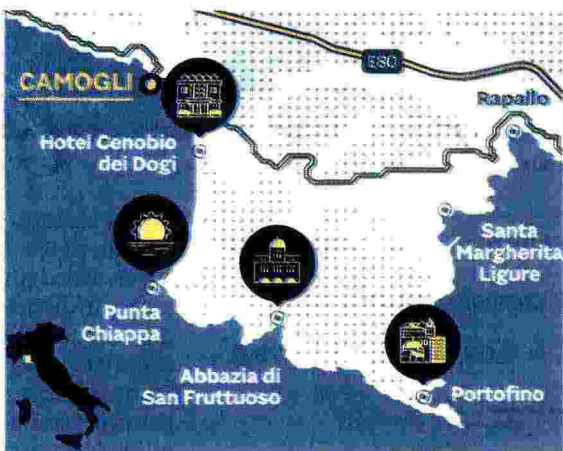 E80
CAMOGLI
Rapallo
Hotel Cenobio
dei Dogi
Santa
Margherita
Ligure
Punta
Chiappa
Abbazia di
San Fruttuoso
Portofino